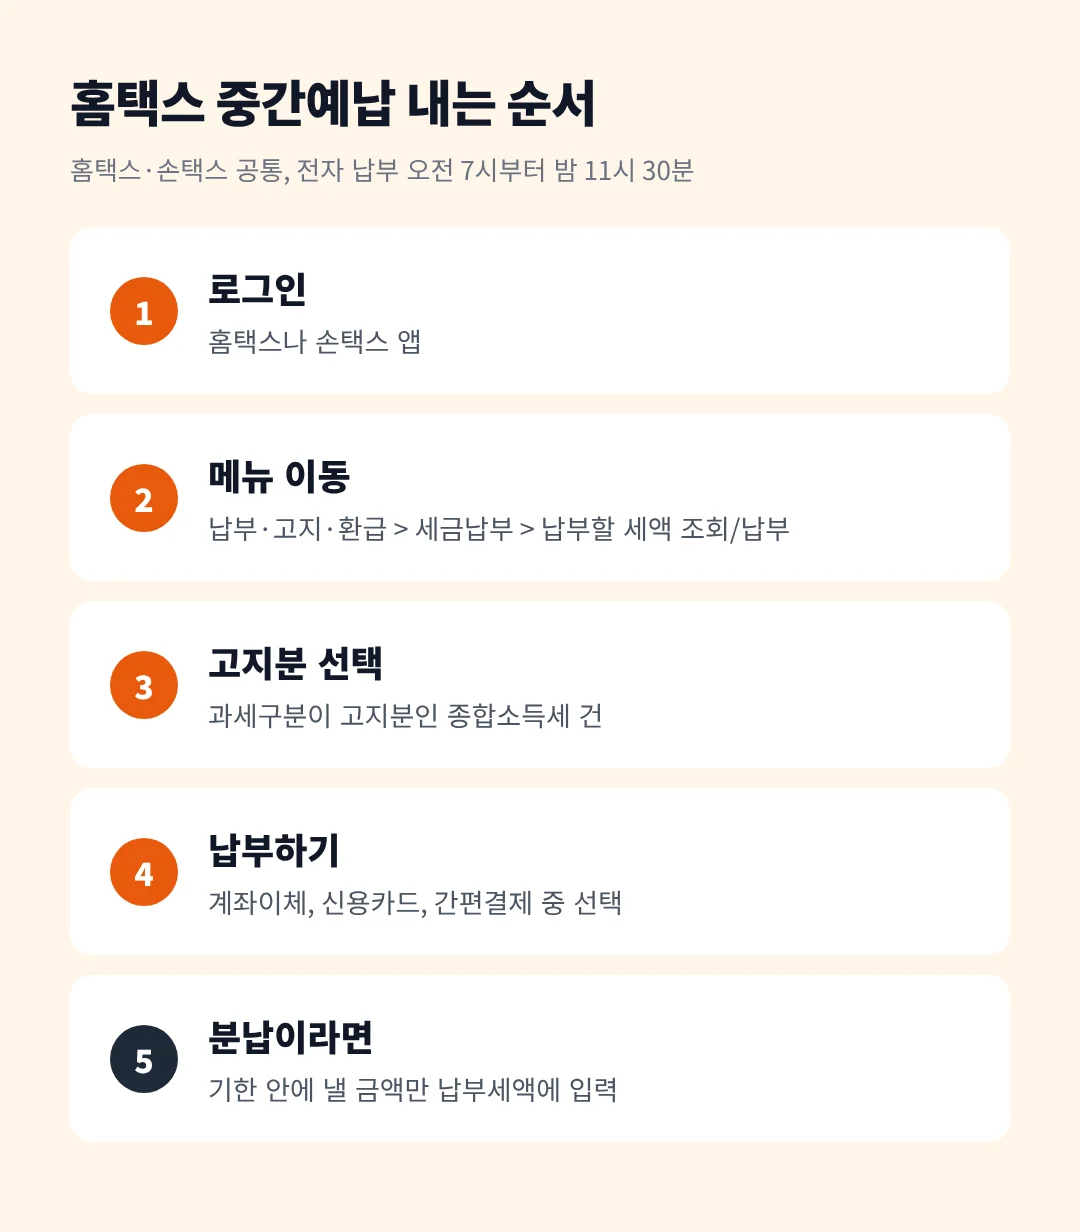 홈택스 중간예납 내는 순서
홈택스·손택스 공통, 전자 납부 오전 7시부터 밤 11시 30분
1
로그인
홈택스나 손택스 앱
2
메뉴 이동
납부·고지·환급 > 세금납부 > 납부할 세액 조회/납부
3
고지분 선택
과세구분이 고지분인 종합소득세 건
4
납부하기
계좌이체, 신용카드, 간편결제 중 선택
5
분납이라면
기한 안에 낼 금액만 납부세액에 입력